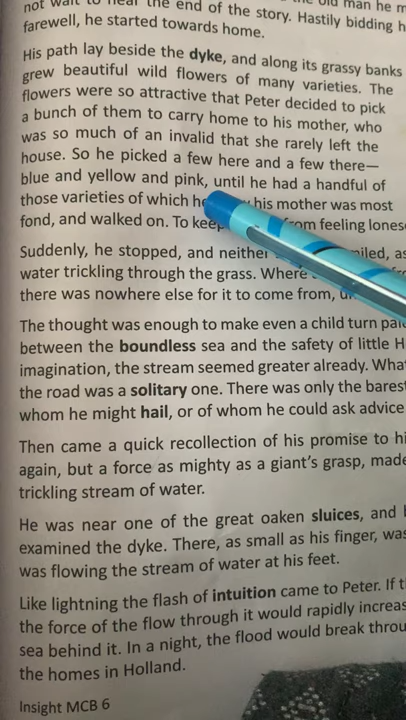 not wait to hear the end of the story. Hastily bidding
farewell, he started towards home.
His path lay beside the dyke, and along its grassy banks
grew beautiful wild flowers of many varieties. The
flowers were so attractive that Peter decided to pick
a bunch of them to carry home to his mother, who
was so much of an invalid that she rarely left the
house. So he picked a few here and a few there—
blue and yellow and pink, until he had a handful of
those varieties of which his mother was most
fond, and walked on. To from feeling
Suddenly, he stopped, and neither
water trickling through the grass. Where
there was nowhere else for it to come from,
The thought was enough to make even a child turn
between the boundless sea and the safety of little
imagination, the stream seemed greater already.
the road was a solitary one. There was only the
whom he might hail, or of whom he could ask advice
Then came a quick recollection of his promise to
again, but a force as mighty as a giant's grasp, made
trickling stream of water.
He was near one of the great oaken sluices, and
examined the dyke. There, as small as his finger, was
was flowing the stream of water at his feet.
Like lightning the flash of intuition came to Peter. If
the force of the flow through it would rapidly
sea behind it. In a night, the flood would break
the homes in Holland.
Insight MCB 6